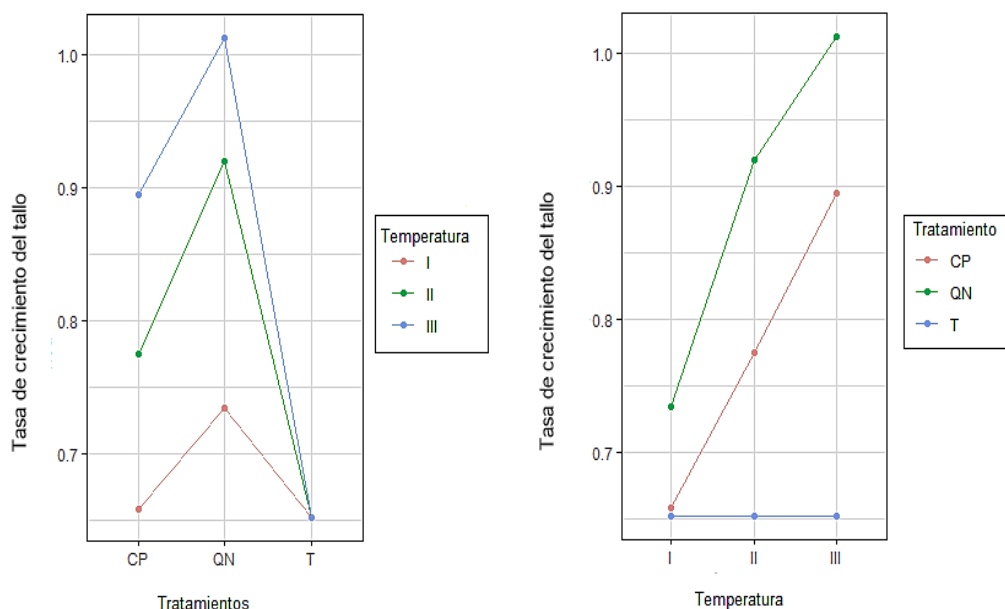 Tasa de crecimiento del tallo
1.0
0.9
0.8
0.7
CP QN T
Tratamientos
Temperatura
I
II
III
Tasa de crecimiento del tallo
1.0
0.9
0.8
0.7
I II III
Temperatura
Tratamiento
CP
QN
T